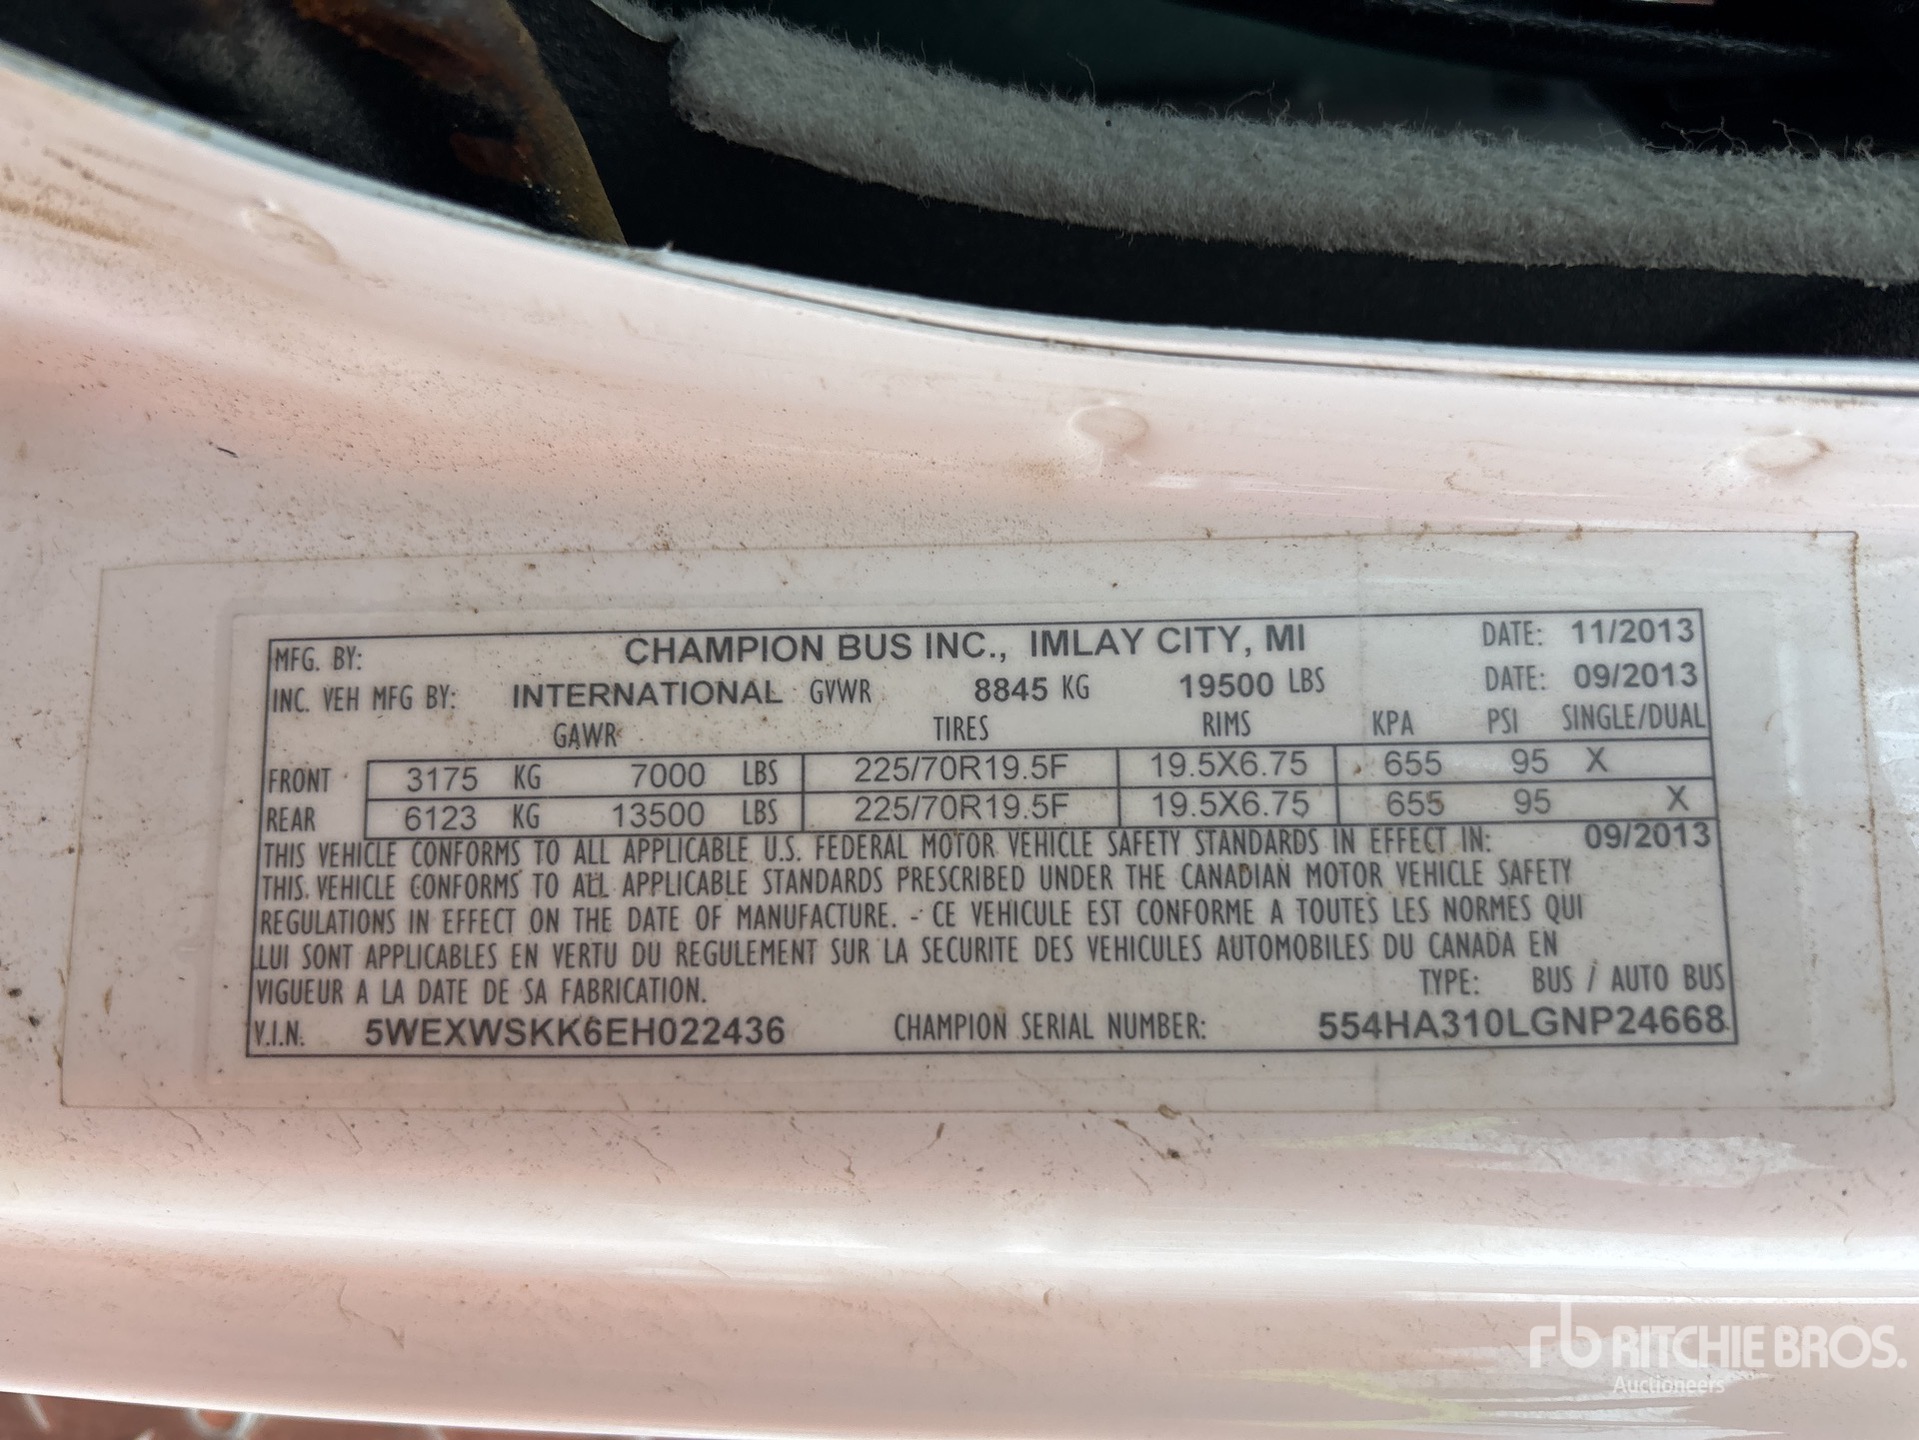 MFG. BY: CHAMPION BUS INC., IMLAY CITY, MI DATE: 11/2013
INC. VEH MFG BY: INTERNATIONAL GVWR 8845 KG 19500 LBS DATE: 09/2013
GAWR TIRES RIMS KPA PSI SINGLE/DUAL
FRONT 3175 KG 7000 LBS 225/70R19.5F 19.5X6.75 655 95 X
REAR 6123 KG 13500 LBS 225/70R19.5F 19.5X6.75 655 95 X
THIS VEHICLE CONFORMS TO ALL APPLICABLE U.S. FEDERAL MOTOR VEHICLE SAFETY STANDARDS IN EFFECT IN: 09/2013
THIS VEHICLE CONFORMS TO ALL APPLICABLE STANDARDS PRESCRIBED UNDER THE CANADIAN MOTOR VEHICLE SAFETY
REGULATIONS IN EFFECT ON THE DATE OF MANUFACTURE. - CE VEHICULE EST CONFORME A TOUTES LES NORMES QUI
LUI SONT APPLICABLES EN VERTU DU REGULEMENT SUR LA SECURITE DES VEHICULES AUTOMOBILES DU CANADA EN
VIGUEUR A LA DATE DE SA FABRICATION. TYPE: BUS / AUTO BUS
V.I.N. 5WEXWSKK6EH022436 CHAMPION SERIAL NUMBER: 554HA310LGNP24668
rb RITCHIE BROS.
Auctioneers